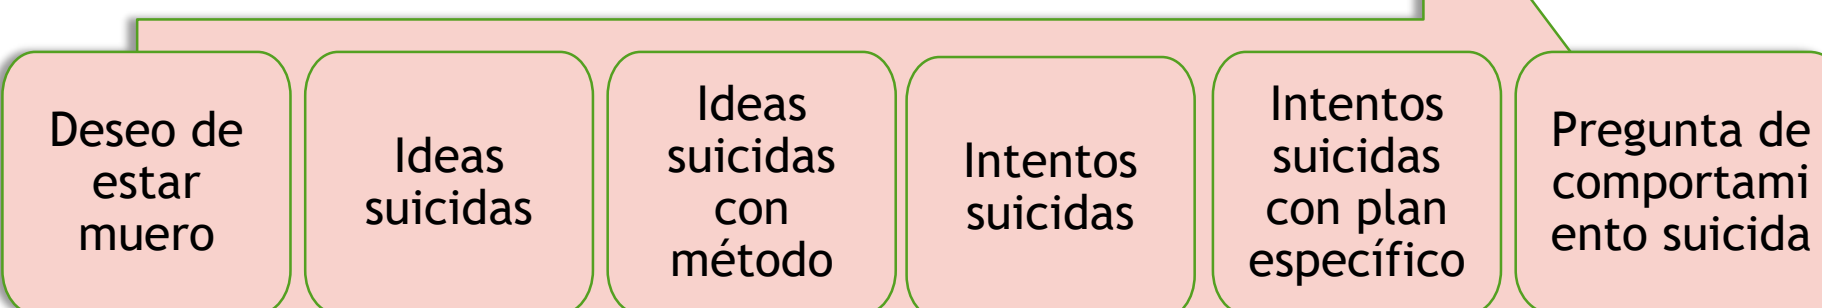 Deseo de
estar
muero
Ideas
suicidas
Ideas
suicidas
con
método
Intentos
suicidas
Intentos
suicidas
con plan
específico
Pregunta de
comportami
ento suicida